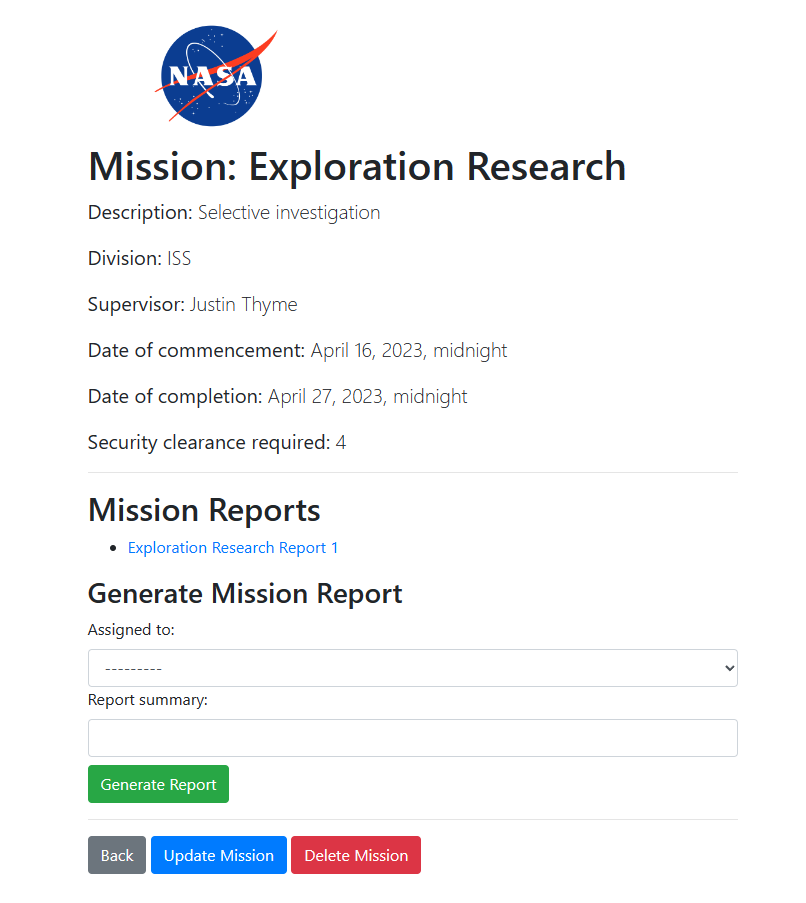 NASA
Mission: Exploration Research
Description: Selective investigation
Division: ISS
Supervisor: Justin Thyme
Date of commencement: April 16, 2023, midnight
Date of completion: April 27, 2023, midnight
Security clearance required: 4
Mission Reports
Exploration Research Report 1
Generate Mission Report
Assigned to:
---------
Report summary:
Generate Report
Back Update Mission Delete Mission